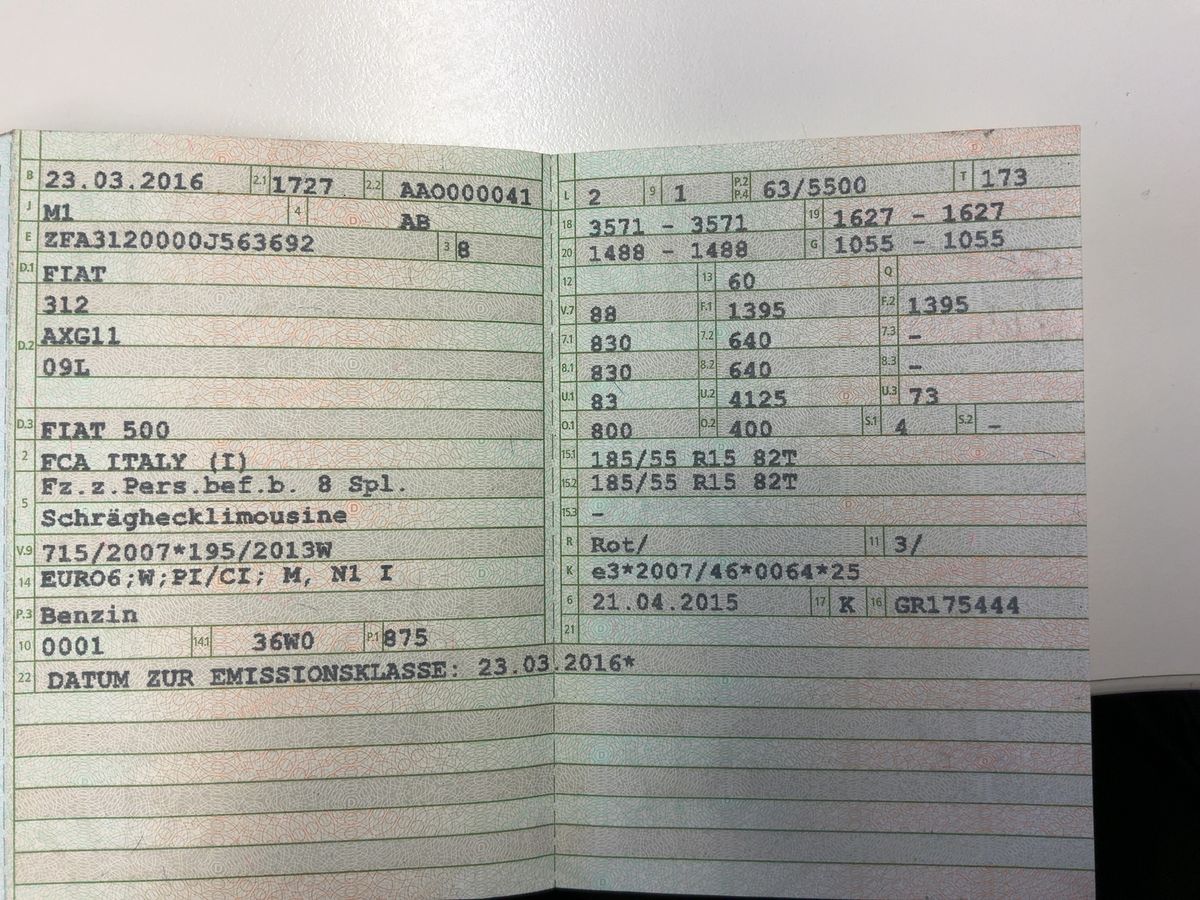 B 23.03.2016 2.1 1727 2.2 AAO000041
J M1 4 AB
E ZFA3120000J563692 3 8
D.1 FIAT
D.2 312
AXG11
09L
D.3 FIAT 500
2 FCA ITALY (I)
5 Fz.z.Pers.bef.b. 8 Spl.
Schräghecklimousine
V.9 715/2007*195/2013W
14 EURO6;W;PI/CI; M, N1 I
P.3 Benzin
10 0001 14.1 36W0 P.1 875
L 2 9 1 P.2 P.4 63/5500 T 173
18 3571 - 3571 19 1627 - 1627
20 1488 - 1488 G 1055 - 1055
12 13 60 Q
V.7 88 F.1 1395 F.2 1395
7.1 830 7.2 640 7.3 -
8.1 830 8.2 640 8.3 -
U.1 83 U.2 4125 U.3 73
O.1 800 O.2 400 S.1 4 S.2 -
15.1 185/55 R15 82T
15.2 185/55 R15 82T
15.3 -
R Rot/ 11 3/
K e3*2007/46*0064*25
6 21.04.2015 17 K 16 GR175444
21
22 DATUM ZUR EMISSIONSKLASSE: 23.03.2016*